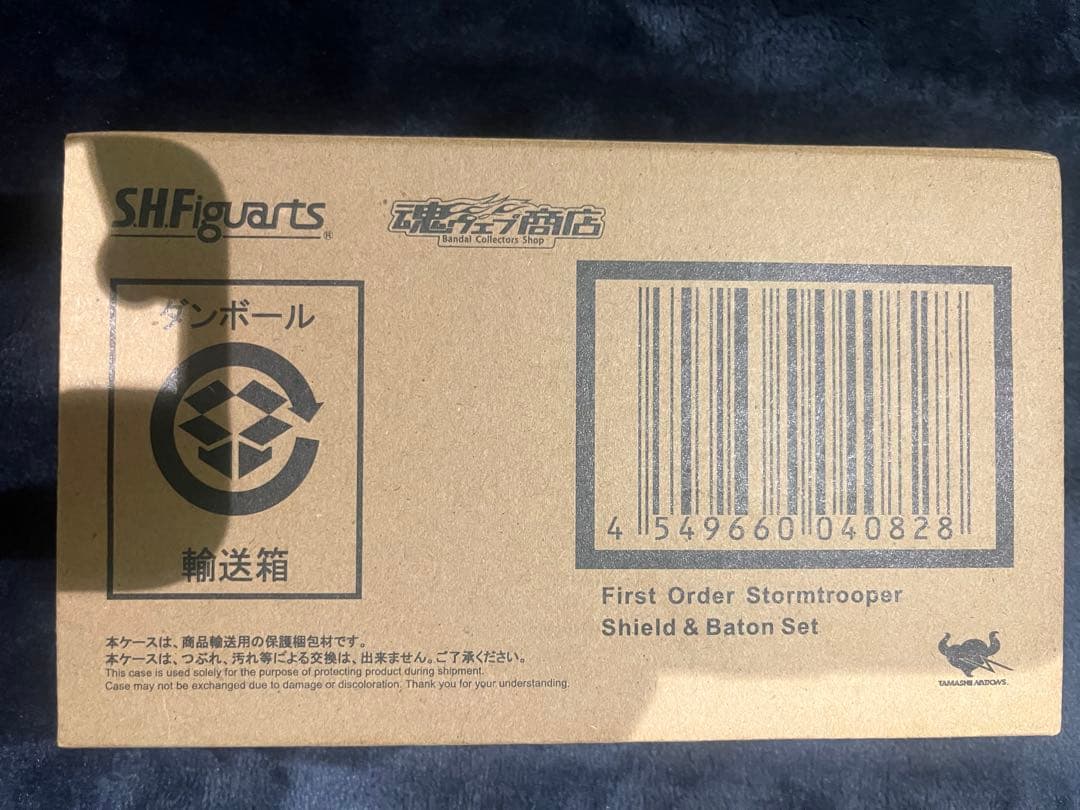 S.H.Figuarts®
魂ウェブ商店
Bandai Collectors Shop
ダンボール
輸送箱
4 549660 040828
First Order Stormtrooper
Shield & Baton Set
本ケースは、商品輸送用の保護梱包材です。
本ケースは、つぶれ、汚れ等による交換は、出来ません。ご了承ください。
This case is used solely for the purpose of protecting product during shipment.
Case may not be exchanged due to damage or discoloration. Thank you for your understanding.
TAMASHII NATIONS